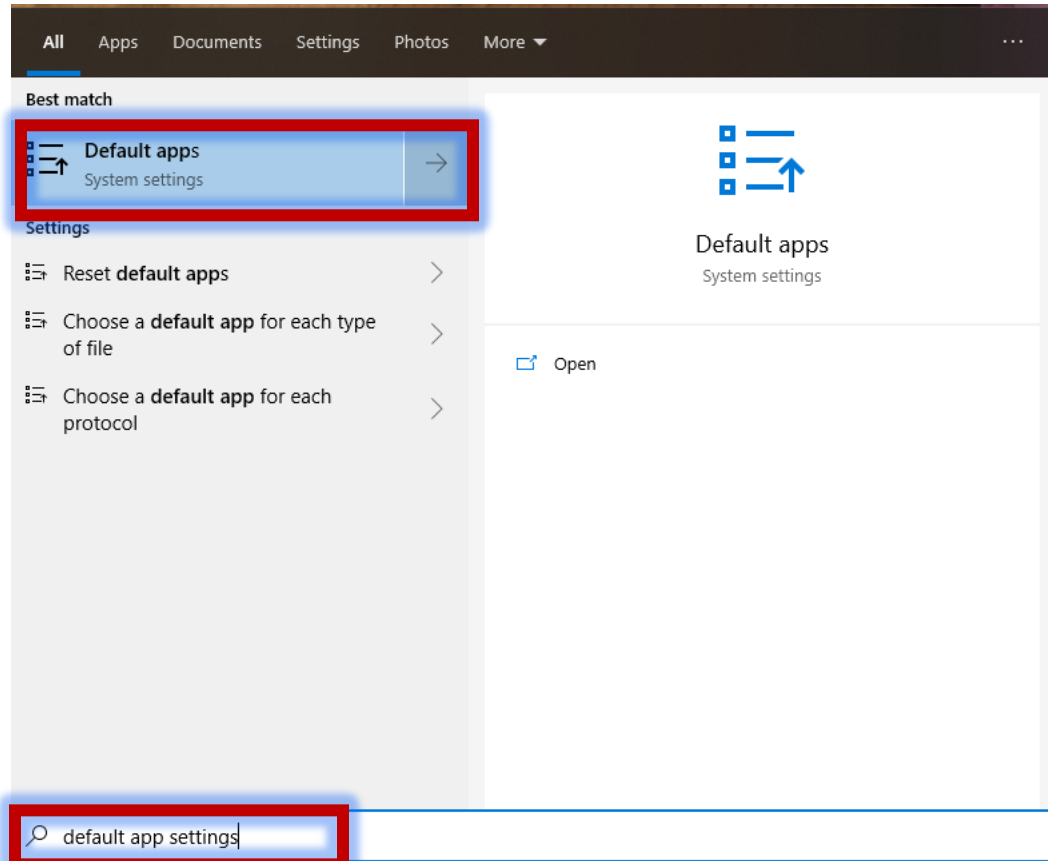 All Apps Documents Settings Photos More ...
Best match
Default apps
System settings
Settings
Reset default apps
Choose a default app for each type
of file
Choose a default app for each
protocol
Default apps
System settings
Open
default app settings